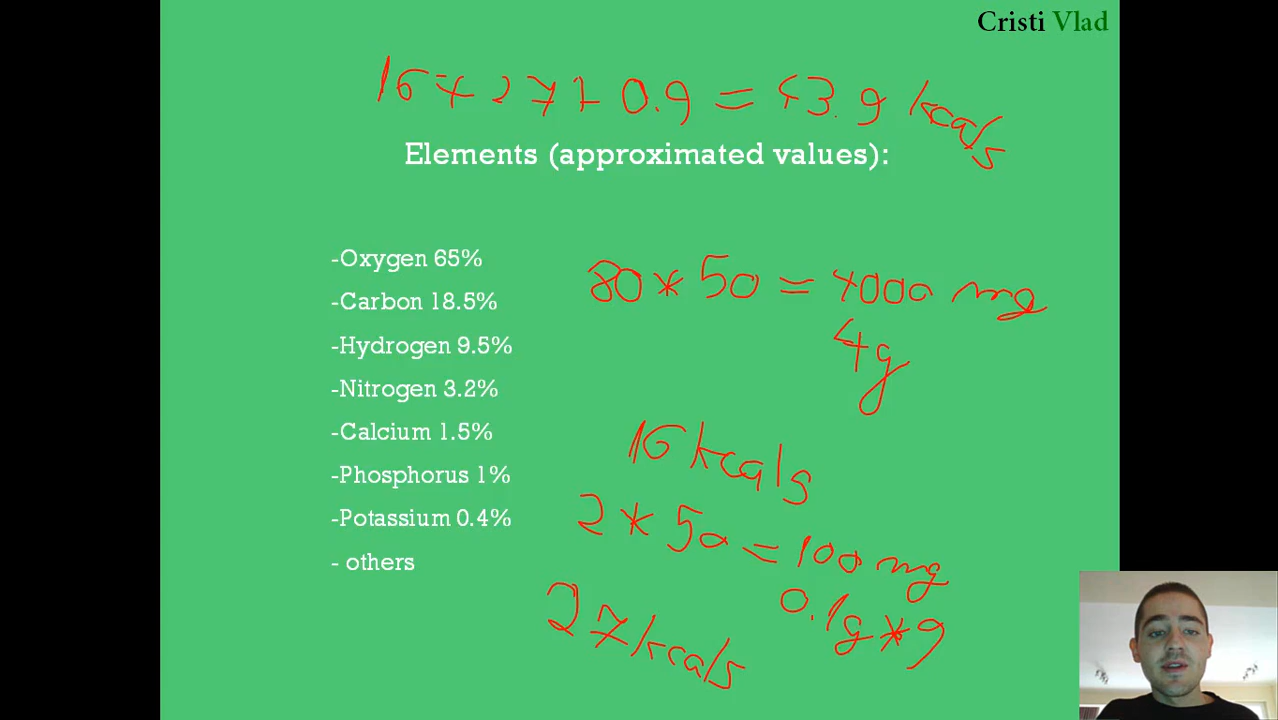 Cristi Vlad
16+27+0.9=43.9 kcals
Elements (approximated values):
-Oxygen 65%
-Carbon 18.5%
-Hydrogen 9.5%
-Nitrogen 3.2%
-Calcium 1.5%
-Phosphorus 1%
-Potassium 0.4%
- others
80*50=4000 mg
4g
16 kcals
2*50=100 mg
0.1g*9
27kcals